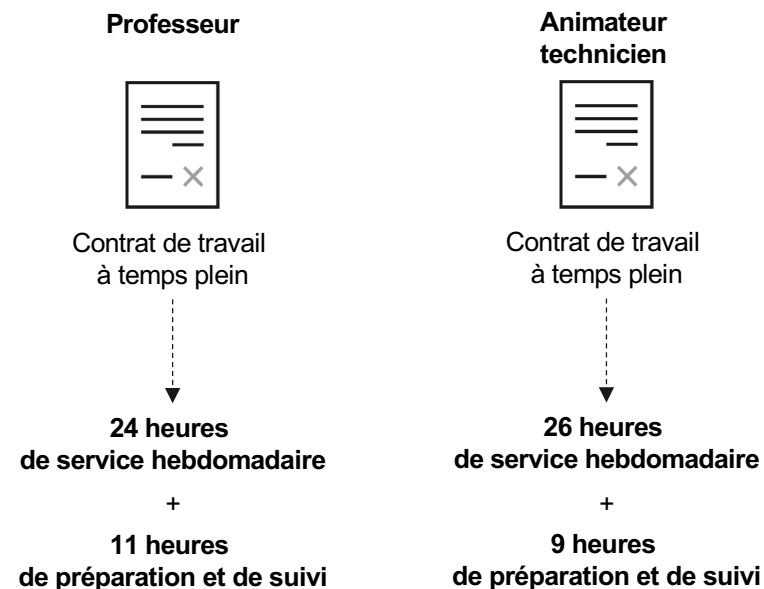 Professeur
Contrat de travail
à temps plein
24 heures
de service hebdomadaire
+
11 heures
de préparation et de suivi
Animateur
technicien
Contrat de travail
à temps plein
26 heures
de service hebdomadaire
+
9 heures
de préparation et de suivi